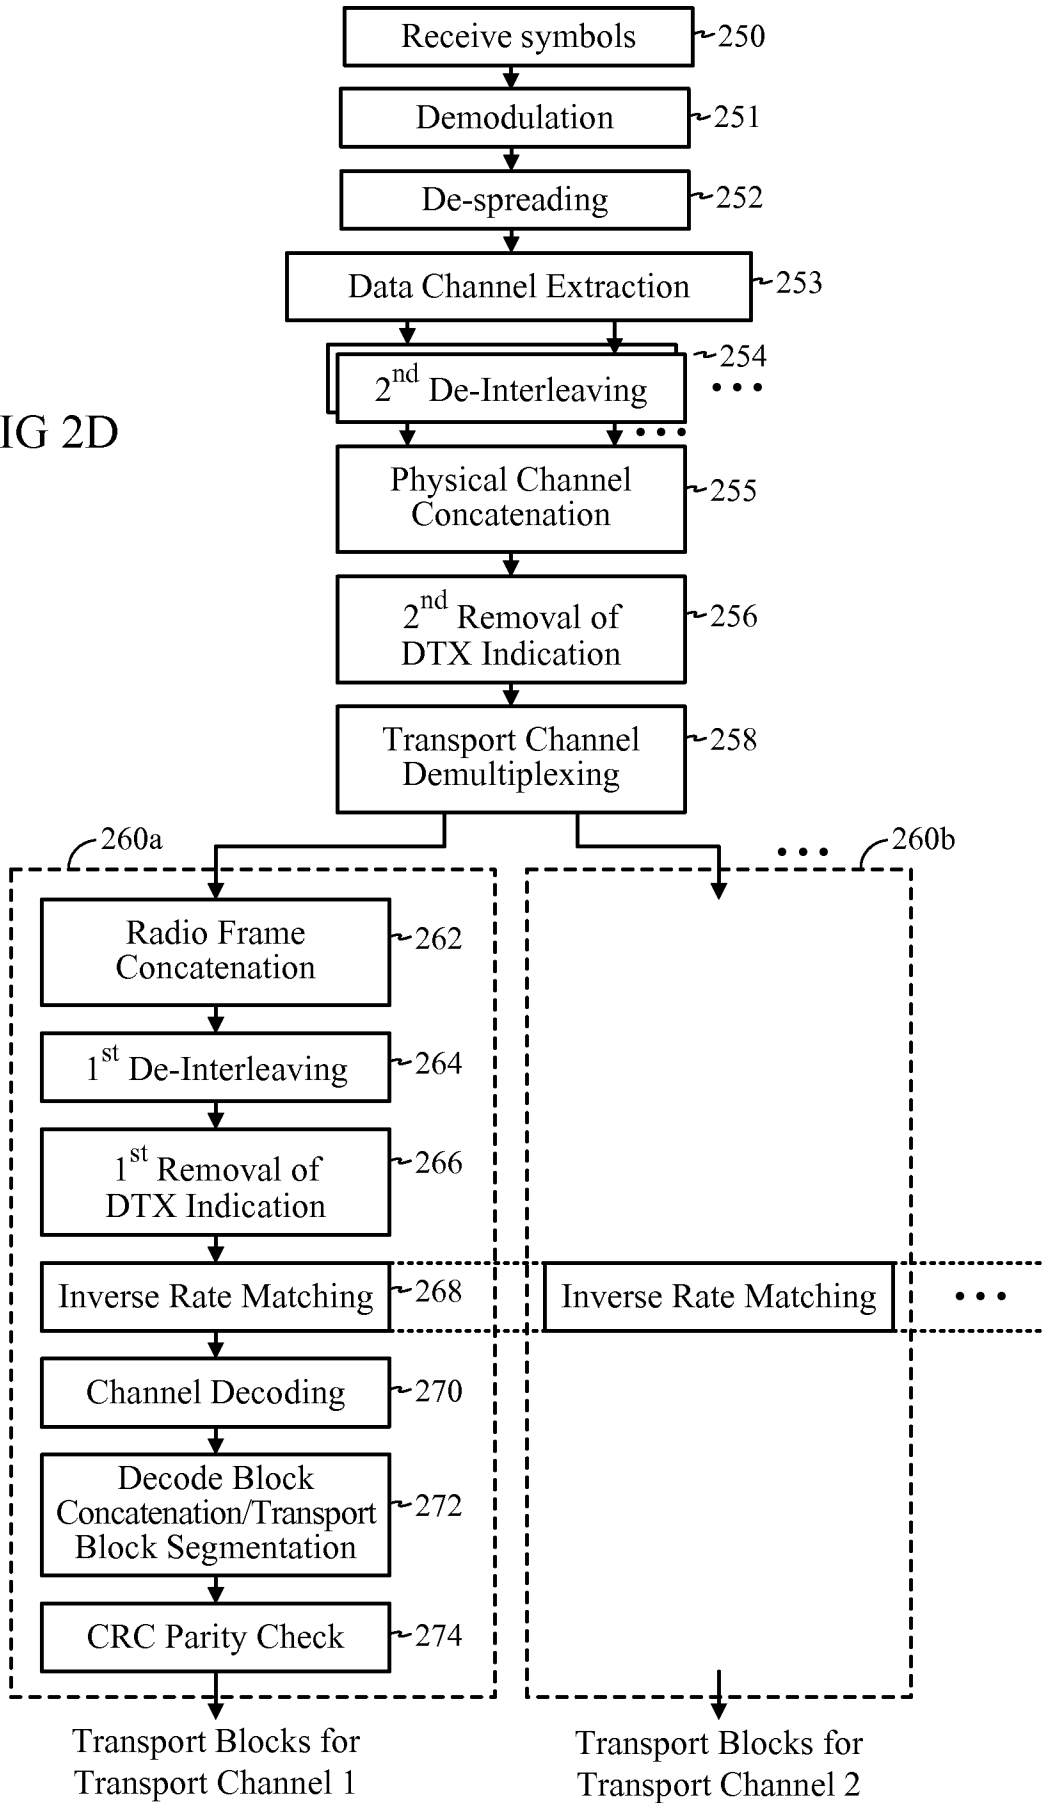 Receive symbols
250
Demodulation
251
De-spreading
252
Data Channel Extraction
253
254
2nd De-Interleaving
IG 2D
Physical Channel
Concatenation
255
2nd Removal of
DTX Indication
256
Transport Channel
Demultiplexing
258
260a
260b
Radio Frame
Concatenation
262
1st De-Interleaving
264
1st Removal of
DTX Indication
266
Inverse Rate Matching
268
Inverse Rate Matching
Channel Decoding
270
Decode Block
Concatenation/Transport
Block Segmentation
272
CRC Parity Check
274
Transport Blocks for
Transport Channel 1
Transport Blocks for
Transport Channel 2